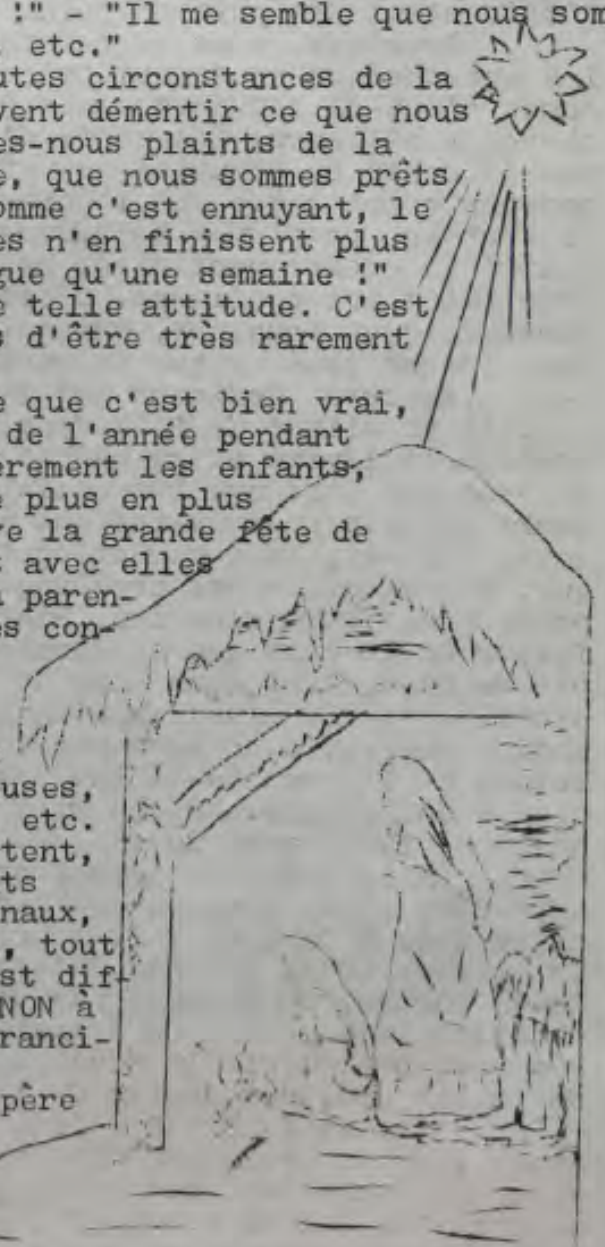 !" - "Il me semble que nous som
etc."
utes circonstances de la
vent démentir ce que nous
es-nous plaints de la
e, que nous sommes prêts
omme c'est ennuyant, le
es n'en finissent plus
gue qu'une semaine !"
e telle attitude. C'est
s d'être très rarement
e que c'est bien vrai,
de l'année pendant
èrement les enfants,
e plus en plus
ve la grande fête de
t avec elles
a paren-
es con-
uses,
etc.
tent,
ts
naux,
, tout
st dif-
NON à
ranci-
père